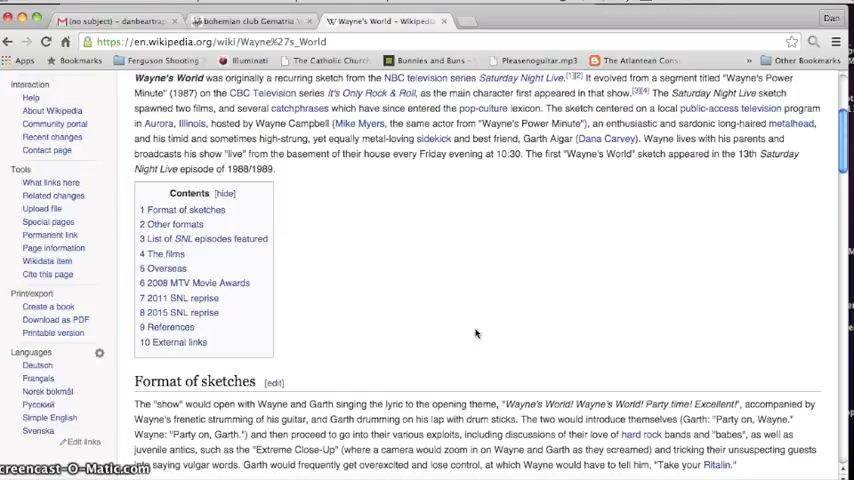 (no subject) - danbeartrap
bohemian club Gematria V
Wayne's World - Wikipedia
Dan
https://en.wikipedia.org/wiki/Wayne%27s_World
Apps
Bookmarks
Ferguson Shooting
Illuminati
The Catholic Church
Bunnies and Buns -
Pleasenoguitar.mp3
The Atlantean Cons
Other Bookmarks
Interaction
Help
About Wikipedia
Community portal
Recent changes
Contact page
Tools
What links here
Related changes
Upload file
Special pages
Permanent link
Page information
Wikidata item
Cite this page
Print/export
Create a book
Download as PDF
Printable version
Languages
Deutsch
Français
Norsk bokmål
Русский
Simple English
Svenska
Edit links
Wayne's World was originally a recurring sketch from the NBC television series Saturday Night Live.[1][2] It evolved from a segment titled "Wayne's Power
Minute" (1987) on the CBC Television series It's Only Rock & Roll, as the main character first appeared in that show.[3][4] The Saturday Night Live sketch
spawned two films, and several catchphrases which have since entered the pop-culture lexicon. The sketch centered on a local public-access television program
in Aurora, Illinois, hosted by Wayne Campbell (Mike Myers, the same actor from "Wayne's Power Minute"), an enthusiastic and sardonic long-haired metalhead,
and his timid and sometimes high-strung, yet equally metal-loving sidekick and best friend, Garth Algar (Dana Carvey). Wayne lives with his parents and
broadcasts his show "live" from the basement of their house every Friday evening at 10:30. The first "Wayne's World" sketch appeared in the 13th Saturday
Night Live episode of 1988/1989.
Contents [hide]
1 Format of sketches
2 Other formats
3 List of SNL episodes featured
4 The films
5 Overseas
6 2008 MTV Movie Awards
7 2011 SNL reprise
8 2015 SNL reprise
9 References
10 External links
Format of sketches [edit]
The "show" would open with Wayne and Garth singing the lyric to the opening theme, "Wayne's World! Wayne's World! Party time! Excellent!", accompanied by
Wayne's frenetic strumming of his guitar, and Garth drumming on his lap with drum sticks. The two would introduce themselves (Garth: "Party on, Wayne."
Wayne: "Party on, Garth.") and then proceed to go into their various exploits, including discussions of their love of hard rock bands and "babes", as well as
juvenile antics, such as the "Extreme Close-Up" (where a camera would zoom in on Wayne and Garth as they screamed) and tricking their unsuspecting guests
into saying vulgar words. Garth would frequently get overexcited and lose control, at which Wayne would have to tell him, "Take your Ritalin."
creencast-O-Matic.com